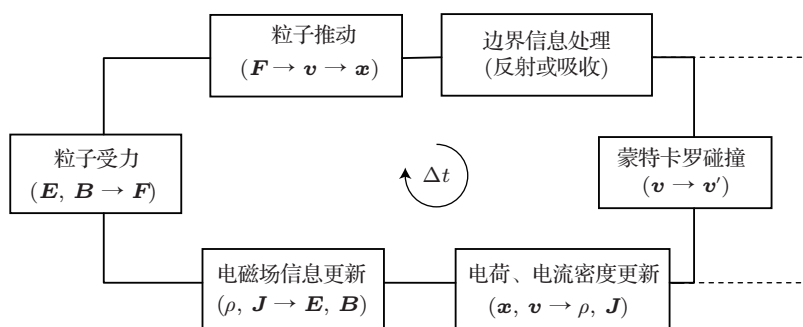 粒子推动
(F → v → x)
边界信息处理
(反射或吸收)
粒子受力
(E, B → F)
Δt
蒙特卡罗碰撞
(v → v′)
电磁场信息更新
(ρ, J → E, B)
电荷、电流密度更新
(x, v → ρ, J)